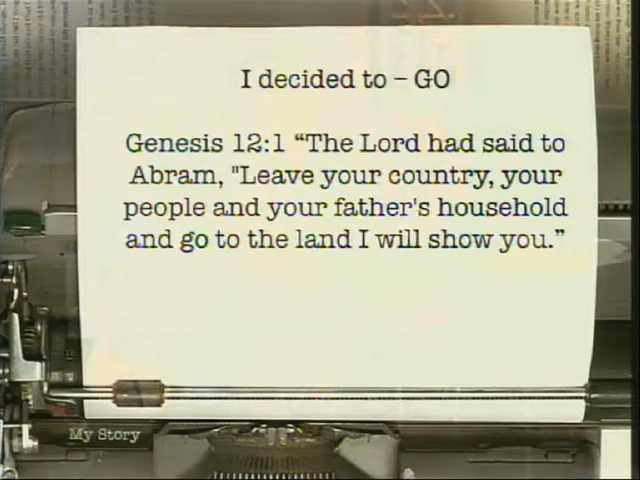 I decided to – GO
Genesis 12:1 “The Lord had said to
Abram, "Leave your country, your
people and your father's household
and go to the land I will show you.”
My Story